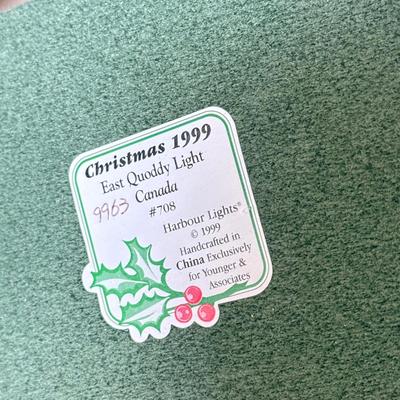 Christmas 1999
East Quoddy Light
Canada
9963
#708
Harbour Lights®
© 1999
Handcrafted in
China Exclusively
for Younger &
Associates